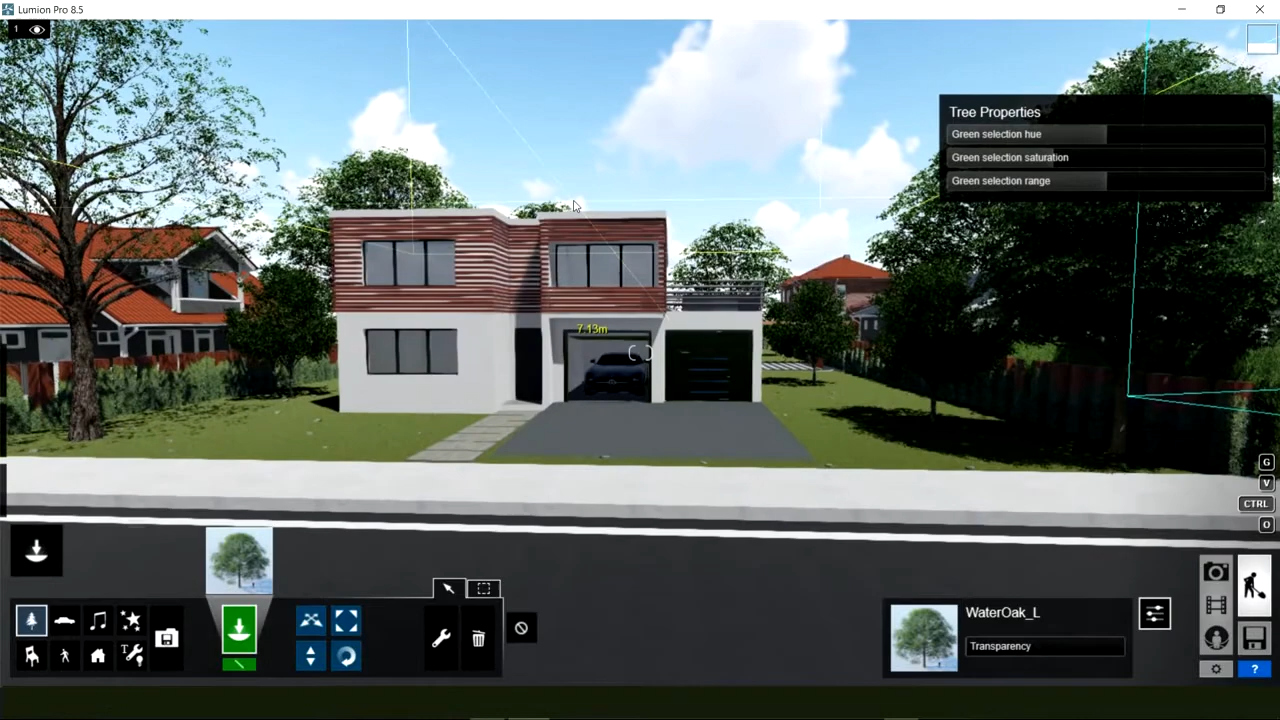 Lumion Pro 8.5
1
Tree Properties
Green selection hue
Green selection saturation
Green selection range
7.13m
G
V
CTRL
O
WaterOak_L
Transparency
T
?